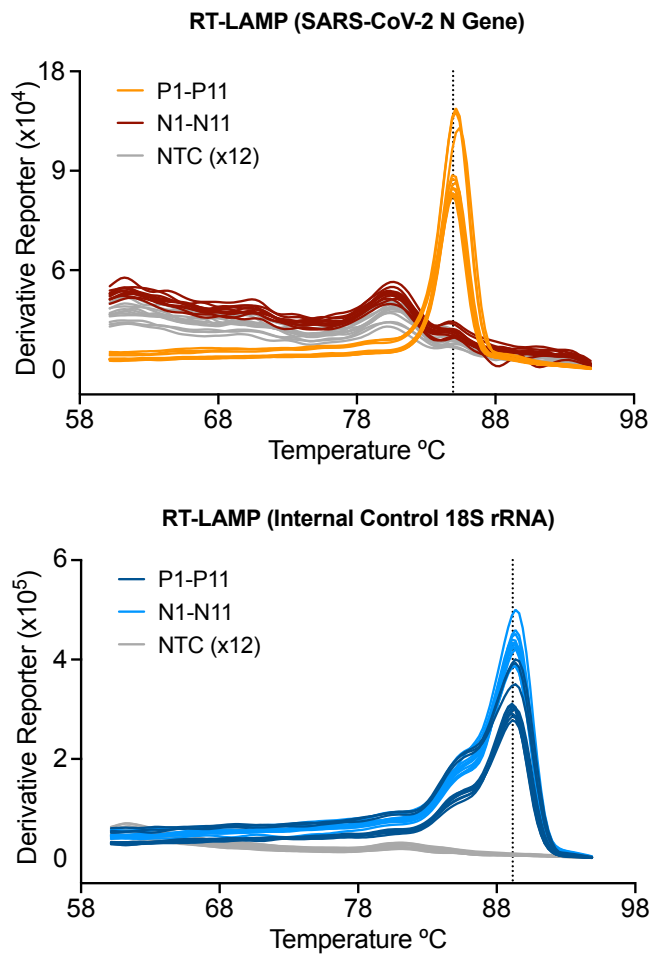 RT-LAMP (SARS-CoV-2 N Gene)
Derivative Reporter (x10⁴)
18
9
6
0
P1-P11
N1-N11
NTC (x12)
58 68 78 88 98
Temperature ºC
RT-LAMP (Internal Control 18S rRNA)
Derivative Reporter (x10⁵)
6
4
2
0
P1-P11
N1-N11
NTC (x12)
58 68 78 88 98
Temperature ºC